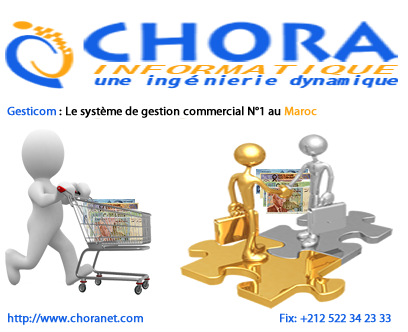 CHORA
INFORMATIQUE
une ingénierie dynamique
Gesticom : Le système de gestion commercial N°1 au Maroc
http://www.choranet.com
Fix: +212 522 34 23 33